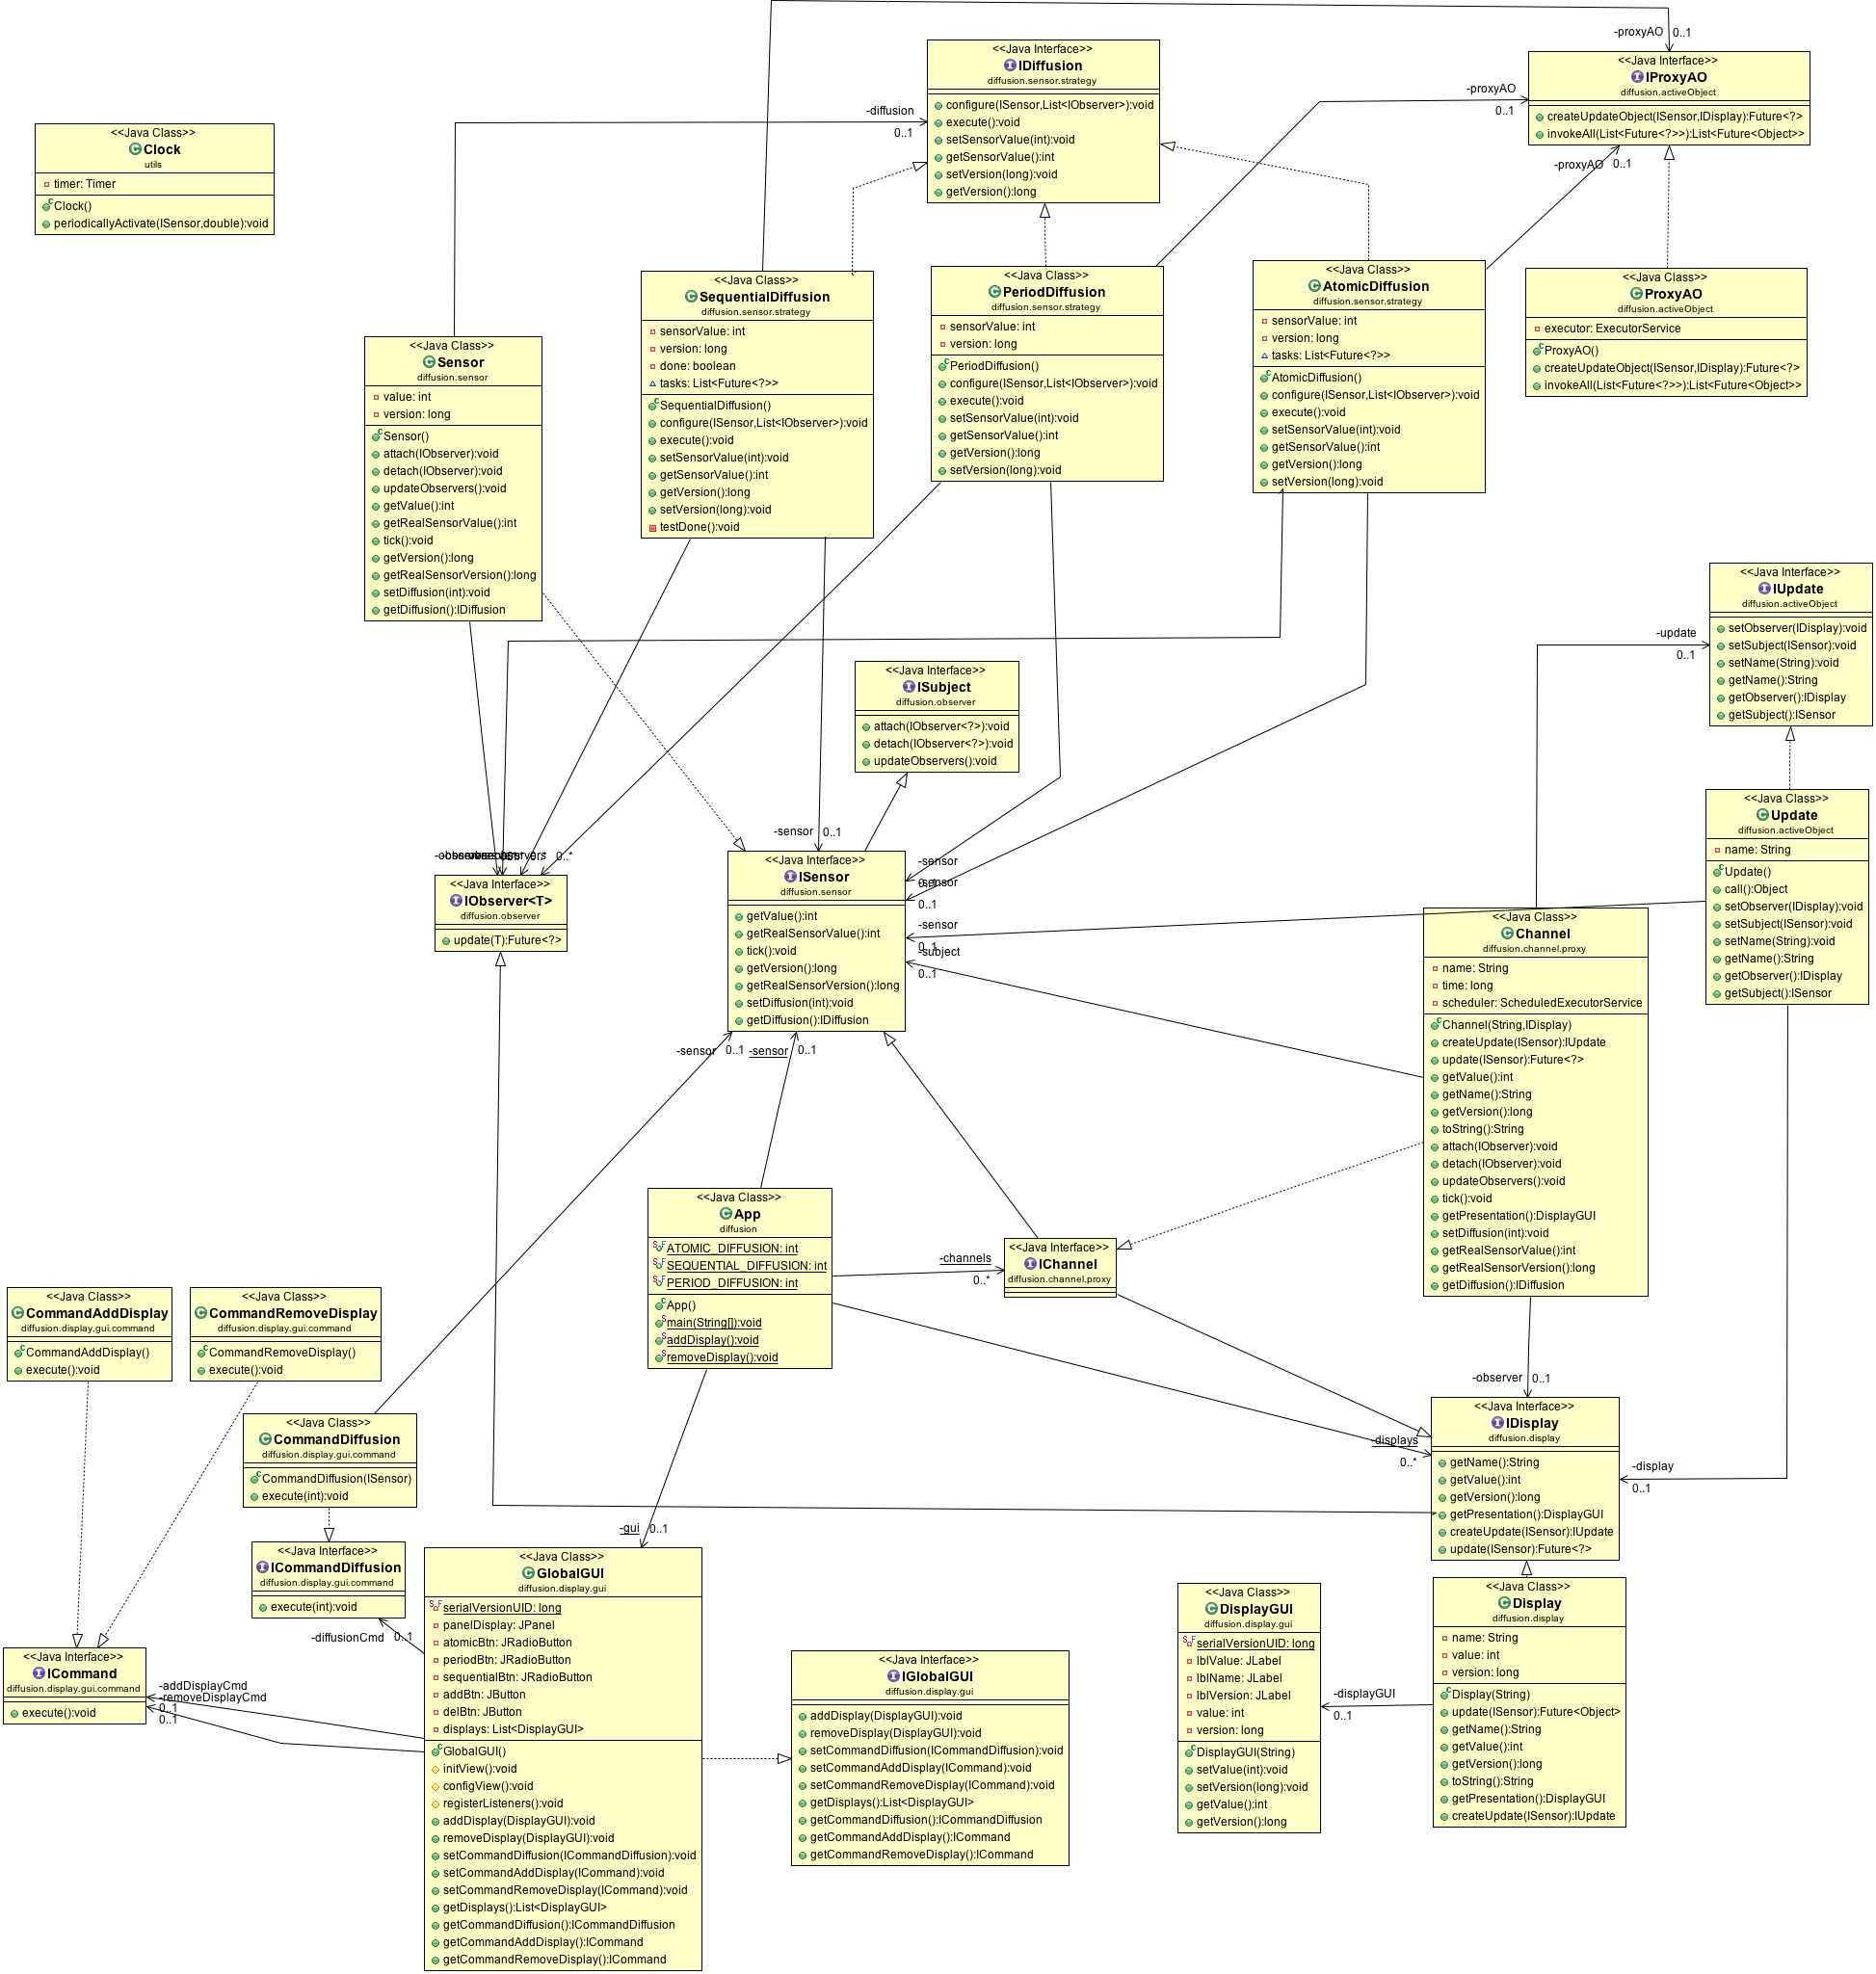 -proxyAO 0..1
<<Java Interface>>
IDiffusion
diffusion.sensor.strategy
configure(ISensor,List<IObserver>):void
execute():void
setSensorValue(int):void
getSensorValue():int
setVersion(long):void
getVersion():long
<<Java Interface>>
IProxyAO
diffusion.activeObject
createUpdateObject(ISensor,IDisplay):Future<?>
invokeAll(List<Future<?>>):List<Future<Object>>
-proxyAO
0..1
-diffusion
0..1
-proxyAO 0..1
<<Java Class>>
Clock
utils
timer: Timer
Clock()
periodicallyActivate(ISensor,double):void
<<Java Class>>
SequentialDiffusion
diffusion.sensor.strategy
sensorValue: int
version: long
done: boolean
tasks: List<Future<?>>
SequentialDiffusion()
configure(ISensor,List<IObserver>):void
execute():void
setSensorValue(int):void
getSensorValue():int
getVersion():long
setVersion(long):void
testDone():void
<<Java Class>>
PeriodDiffusion
diffusion.sensor.strategy
sensorValue: int
version: long
PeriodDiffusion()
configure(ISensor,List<IObserver>):void
execute():void
setSensorValue(int):void
getSensorValue():int
getVersion():long
setVersion(long):void
<<Java Class>>
AtomicDiffusion
diffusion.sensor.strategy
sensorValue: int
version: long
tasks: List<Future<?>>
AtomicDiffusion()
configure(ISensor,List<IObserver>):void
execute():void
setSensorValue(int):void
getSensorValue():int
getVersion():long
setVersion(long):void
<<Java Class>>
ProxyAO
diffusion.activeObject
executor: ExecutorService
ProxyAO()
createUpdateObject(ISensor,IDisplay):Future<?>
invokeAll(List<Future<?>>):List<Future<Object>>
<<Java Class>>
Sensor
diffusion.sensor
value: int
version: long
Sensor()
attach(IObserver):void
detach(IObserver):void
updateObservers():void
getValue():int
getRealSensorValue():int
tick():void
getVersion():long
getRealSensorVersion():long
setDiffusion(int):void
getDiffusion():IDiffusion
<<Java Interface>>
IUpdate
diffusion.activeObject
setObserver(IDisplay):void
setSubject(ISensor):void
setName(String):void
getName():String
getObserver():IDisplay
getSubject():ISensor
-update
0..1
<<Java Interface>>
ISubject
diffusion.observer
attach(IObserver<?>):void
detach(IObserver<?>):void
updateObservers():void
<<Java Class>>
Update
diffusion.activeObject
name: String
Update()
call():Object
setObserver(IDisplay):void
setSubject(ISensor):void
setName(String):void
getName():String
getObserver():IDisplay
getSubject():ISensor
-sensor 0..1
0..*
<<Java Interface>>
IObserver<T>
diffusion.observer
update(T):Future<?>
<<Java Interface>>
ISensor
diffusion.sensor
getValue():int
getRealSensorValue():int
tick():void
getVersion():long
getRealSensorVersion():long
setDiffusion(int):void
getDiffusion():IDiffusion
-sensor
0..1
-sensor
0..1
-sensor
0..1
-subject
0..1
<<Java Class>>
Channel
diffusion.channel.proxy
name: String
time: long
scheduler: ScheduledExecutorService
Channel(String,IDisplay)
createUpdate(ISensor):IUpdate
update(ISensor):Future<?>
getValue():int
getName():String
getVersion():long
toString():String
attach(IObserver):void
detach(IObserver):void
updateObservers():void
tick():void
getPresentation():DisplayGUI
setDiffusion(int):void
getRealSensorValue():int
getRealSensorVersion():long
getDiffusion():IDiffusion
-sensor 0..1
-sensor 0..1
<<Java Class>>
App
diffusion
ATOMIC_DIFFUSION: int
SEQUENTIAL_DIFFUSION: int
PERIOD_DIFFUSION: int
App()
main(String[]):void
addDisplay():void
removeDisplay():void
-channels
0..*
<<Java Interface>>
IChannel
diffusion.channel.proxy
<<Java Class>>
CommandAddDisplay
diffusion.display.gui.command
CommandAddDisplay()
execute():void
<<Java Class>>
CommandRemoveDisplay
diffusion.display.gui.command
CommandRemoveDisplay()
execute():void
<<Java Class>>
CommandDiffusion
diffusion.display.gui.command
CommandDiffusion(ISensor)
execute(int):void
-observer 0..1
<<Java Interface>>
IDisplay
diffusion.display
getName():String
getValue():int
getVersion():long
getPresentation():DisplayGUI
createUpdate(ISensor):IUpdate
update(ISensor):Future<?>
-displays
0..*
-display
0..1
-gui 0..1
<<Java Interface>>
ICommandDiffusion
diffusion.display.gui.command
execute(int):void
-diffusionCmd 0..1
<<Java Interface>>
ICommand
diffusion.display.gui.command
execute():void
-addDisplayCmd
-removeDisplayCmd
0..1
0..1
<<Java Class>>
GlobalGUI
diffusion.display.gui
serialVersionUID: long
panelDisplay: JPanel
atomicBtn: JRadioButton
periodBtn: JRadioButton
sequentialBtn: JRadioButton
addBtn: JButton
delBtn: JButton
displays: List<DisplayGUI>
GlobalGUI()
initView():void
configView():void
registerListeners():void
addDisplay(DisplayGUI):void
removeDisplay(DisplayGUI):void
setCommandDiffusion(ICommandDiffusion):void
setCommandAddDisplay(ICommand):void
setCommandRemoveDisplay(ICommand):void
getDisplays():List<DisplayGUI>
getCommandDiffusion():ICommandDiffusion
getCommandAddDisplay():ICommand
getCommandRemoveDisplay():ICommand
<<Java Interface>>
IGlobalGUI
diffusion.display.gui
addDisplay(DisplayGUI):void
removeDisplay(DisplayGUI):void
setCommandDiffusion(ICommandDiffusion):void
setCommandAddDisplay(ICommand):void
setCommandRemoveDisplay(ICommand):void
getDisplays():List<DisplayGUI>
getCommandDiffusion():ICommandDiffusion
getCommandAddDisplay():ICommand
getCommandRemoveDisplay():ICommand
<<Java Class>>
DisplayGUI
diffusion.display.gui
serialVersionUID: long
lblValue: JLabel
lblName: JLabel
lblVersion: JLabel
value: int
version: long
DisplayGUI(String)
setValue(int):void
setVersion(long):void
getValue():int
getVersion():long
-displayGUI
0..1
<<Java Class>>
Display
diffusion.display
name: String
value: int
version: long
Display(String)
update(ISensor):Future<Object>
getName():String
getValue():int
getVersion():long
toString():String
getPresentation():DisplayGUI
createUpdate(ISensor):IUpdate